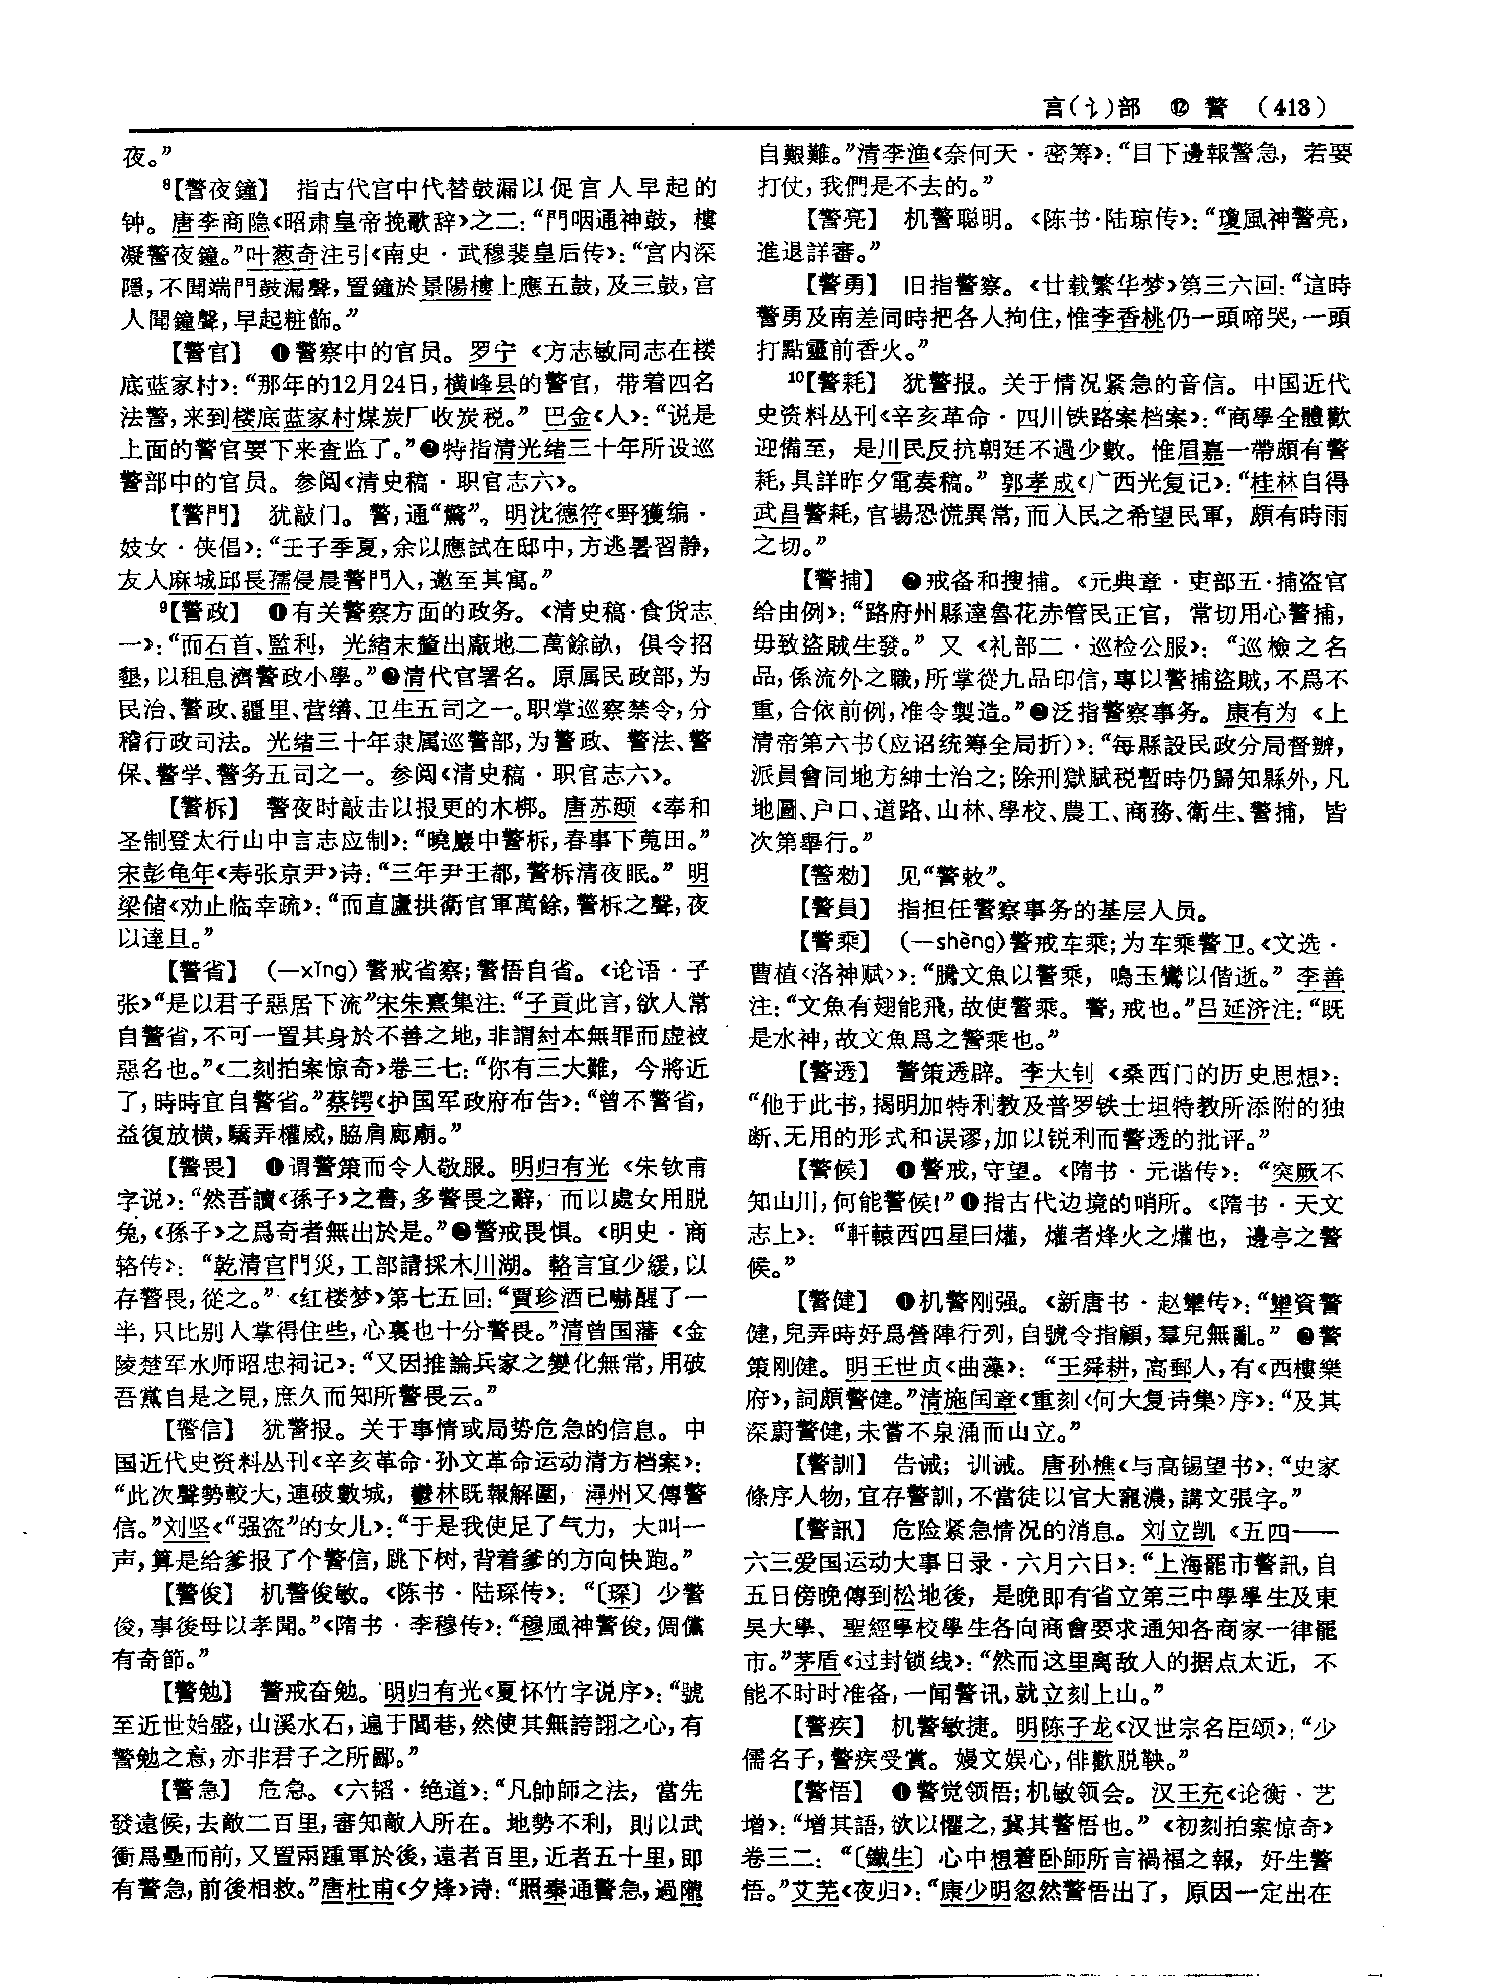 言(讠)部 ⑫ 警 (413)
夜。”
⁸【警夜鐘】 指古代宫中代替鼓漏以促宫人早起的
钟。唐李商隐《昭肃皇帝挽歌辞》之二:“門咽通神鼓,樓
凝警夜鐘。”叶葱奇注引《南史·武穆裴皇后传》:“宫内深
隱,不聞端門鼓漏聲,置鐘於景陽樓上應五鼓,及三鼓,宫
人聞鐘聲,早起粧飾。”
【警官】 ❶警察中的官员。罗宁《方志敏同志在楼
底蓝家村》:“那年的12月24日,横峰县的警官,带着四名
法警,来到楼底蓝家村煤炭厂收炭税。” 巴金《人》:“说是
上面的警官要下来查监了。”❷特指清光绪三十年所设巡
警部中的官员。参阅《清史稿·职官志六》。
【警門】 犹敲门。警,通“驚”。明沈德符《野獲编·
妓女·侠倡》:“壬子季夏,余以應試在邸中,方逃暑習静,
友人麻城邱長孺侵晨警門入,邀至其寓。”
⁹【警政】 ❶有关警察方面的政务。《清史稿·食货志
一》:“而石首、監利,光緒末釐出廠地二萬餘畝,俱令招
墾,以租息濟警政小學。”❷清代官署名。原属民政部,为
民治、警政、疆里、营缮、卫生五司之一。职掌巡察禁令,分
稽行政司法。光绪三十年隶属巡警部,为警政、警法、警
保、警学、警务五司之一。参阅《清史稿·职官志六》。
【警柝】 警夜时敲击以报更的木梆。唐苏颋《奉和
圣制登太行山中言志应制》:“曉巖中警柝,春事下蒐田。”
宋彭龟年《寿张京尹》诗:“三年尹王都,警柝清夜眠。” 明
梁储《劝止临幸疏》:“而直廬拱衛官軍萬餘,警柝之聲,夜
以達旦。”
【警省】 (—xǐng)警戒省察;警悟自省。《论语·子
张》“是以君子惡居下流”宋朱熹集注:“子貢此言,欲人常
自警省,不可一置其身於不善之地,非謂紂本無罪而虚被
惡名也。”《二刻拍案惊奇》卷三七:“你有三大難,今將近
了,時時宜自警省。”蔡锷《护国军政府布告》:“曾不警省,
益復放横,驕弄權威,脇肩廊廟。”
【警畏】 ❶谓警策而令人敬服。明归有光《朱钦甫
字说》:“然吾讀《孫子》之書,多警畏之辭,而以處女用脱
兔,《孫子》之爲奇者無出於是。”❷警戒畏惧。《明史·商
辂传》:“乾清宫門災,工部請採木川湖。輅言宜少緩,以
存警畏,從之。”《红楼梦》第七五回:“賈珍酒已嚇醒了一
半,只比别人掌得住些,心裏也十分警畏。”清曾国藩《金
陵楚军水师昭忠祠记》:“又因推論兵家之變化無常,用破
吾黨自是之見,庶久而知所警畏云。”
【警信】 犹警报。关于事情或局势危急的信息。中
国近代史资料丛刊《辛亥革命·孙文革命运动清方档案》:
“此次聲勢較大,連破數城,鬱林既報解圍,潯州又傳警
信。”刘坚《“强盗”的女儿》:“于是我使足了气力,大叫一
声,算是给爹报了个警信,跳下树,背着爹的方向快跑。”
【警俊】 机警俊敏。《陈书·陆琛传》:“〔琛〕少警
俊,事後母以孝聞。”《隋书·李穆传》:“穆風神警俊,倜儻
有奇節。”
【警勉】 警戒奋勉。明归有光《夏怀竹字说序》:“號
至近世始盛,山溪水石,遍于閭巷,然使其無誇詡之心,有
警勉之意,亦非君子之所鄙。”
【警急】 危急。《六韬·绝道》:“凡帥師之法,當先
發遠候,去敵二百里,審知敵人所在。地勢不利,則以武
衝爲壘而前,又置兩踵軍於後,遠者百里,近者五十里,即
有警急,前後相救。”唐杜甫《夕烽》诗:“照秦通警急,過隴
自艱難。”清李渔《奈何天·密筹》:“目下邊報警急,若要
打仗,我們是不去的。”
【警亮】 机警聪明。《陈书·陆琼传》:“瓊風神警亮,
進退詳審。”
【警勇】 旧指警察。《廿载繁华梦》第三六回:“這時
警勇及南差同時把各人拘住,惟李香桃仍一頭啼哭,一頭
打點靈前香火。”
¹⁰【警耗】 犹警报。关于情况紧急的音信。中国近代
史资料丛刊《辛亥革命·四川铁路案档案》:“商學全體歡
迎備至,是川民反抗朝廷不過少數。惟眉嘉一帶頗有警
耗,具詳昨夕電奏稿。” 郭孝成《广西光复记》:“桂林自得
武昌警耗,官場恐慌異常,而人民之希望民軍,頗有時雨
之切。”
【警捕】 ❶戒备和搜捕。《元典章·吏部五·捕盗官
给由例》:“路府州縣達魯花赤管民正官,常切用心警捕,
毋致盜賊生發。” 又《礼部二·巡检公服》:“巡檢之名
品,係流外之職,所掌從九品印信,專以警捕盜賊,不爲不
重,合依前例,准令製造。”❷泛指警察事务。康有为《上
清帝第六书(应诏统筹全局折)》:“每縣設民政分局督辦,
派員會同地方紳士治之;除刑獄賦税暫時仍歸知縣外,凡
地圖、户口、道路、山林、學校、農工、商務、衛生、警捕,皆
次第舉行。”
【警勑】 见“警敕”。
【警員】 指担任警察事务的基层人员。
【警乘】 (—shèng)警戒车乘;为车乘警卫。《文选·
曹植〈洛神赋〉》:“騰文魚以警乘,鳴玉鸞以偕逝。”李善
注:“文魚有翅能飛,故使警乘。警,戒也。”吕延济注:“既
是水神,故文魚爲之警乘也。”
【警透】 警策透辟。李大钊《桑西门的历史思想》:
“他于此书,揭明加特利教及普罗铁士坦特教所添附的独
断、无用的形式和误谬,加以锐利而警透的批评。”
【警候】 ❶警戒,守望。《隋书·元谐传》:“突厥不
知山川,何能警候!”❶指古代边境的哨所。《隋书·天文
志上》:“軒轅西四星曰爟,爟者烽火之爟也,邊亭之警
候。”
【警健】 ❶机警刚强。《新唐书·赵犨传》:“犨資警
健,兒弄時好爲營陣行列,自號令指顧,羣兒無亂。” ❷警
策刚健。明王世贞《曲藻》:“王舜耕,高郵人,有《西樓樂
府》,詞頗警健。”清施闰章《重刻〈何大复诗集〉序》:“及其
深蔚警健,未嘗不泉涌而山立。”
【警訓】 告诫;训诫。唐孙樵《与高锡望书》:“史家
條序人物,宜存警訓,不當徒以官大寵濃,講文張字。”
【警訊】 危险紧急情况的消息。刘立凯《五四——
六三爱国运动大事日录·六月六日》:“上海罷市警訊,自
五日傍晚傳到松地後,是晚即有省立第三中學學生及東
吴大學、聖經學校學生各向商會要求通知各商家一律罷
市。”茅盾《过封锁线》:“然而这里离敌人的据点太近,不
能不时时准备,一闻警讯,就立刻上山。”
【警疾】 机警敏捷。明陈子龙《汉世宗名臣颂》:“少
儒名子,警疾受賞。嫚文娱心,俳歡脱鞅。”
【警悟】 ❶警觉领悟;机敏领会。汉王充《论衡·艺
增》:“增其語,欲以懼之,冀其警悟也。”《初刻拍案惊奇》
卷三二:“〔鐵生〕心中想着卧師所言禍福之報,好生警
悟。”艾芜《夜归》:“康少明忽然警悟出了,原因一定出在